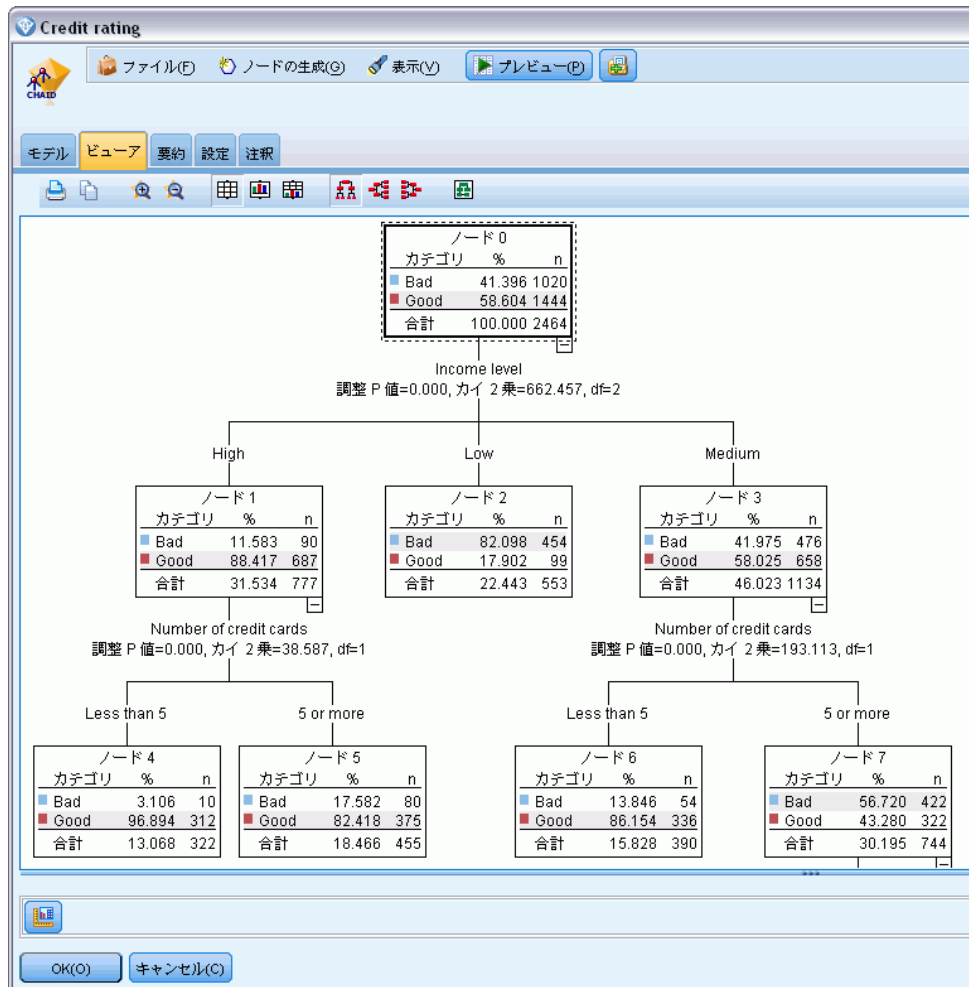 Credit rating
CHAID
ファイル(F) ノードの生成(G) 表示(V) プレビュー(P)
モデル ビューア 要約 設定 注釈
ノード 0
カテゴリ % n
Bad 41.396 1020
Good 58.604 1444
合計 100.000 2464
Income level
調整 P 値=0.000, カイ 2 乗=662.457, df=2
High Low Medium
ノード 1
カテゴリ % n
Bad 11.583 90
Good 88.417 687
合計 31.534 777
ノード 2
カテゴリ % n
Bad 82.098 454
Good 17.902 99
合計 22.443 553
ノード 3
カテゴリ % n
Bad 41.975 476
Good 58.025 658
合計 46.023 1134
Number of credit cards
調整 P 値=0.000, カイ 2 乗=38.587, df=1
Number of credit cards
調整 P 値=0.000, カイ 2 乗=193.113, df=1
Less than 5 5 or more
Less than 5 5 or more
ノード 4
カテゴリ % n
Bad 3.106 10
Good 96.894 312
合計 13.068 322
ノード 5
カテゴリ % n
Bad 17.582 80
Good 82.418 375
合計 18.466 455
ノード 6
カテゴリ % n
Bad 13.846 54
Good 86.154 336
合計 15.828 390
ノード 7
カテゴリ % n
Bad 56.720 422
Good 43.280 322
合計 30.195 744
OK(O) キャンセル(C)